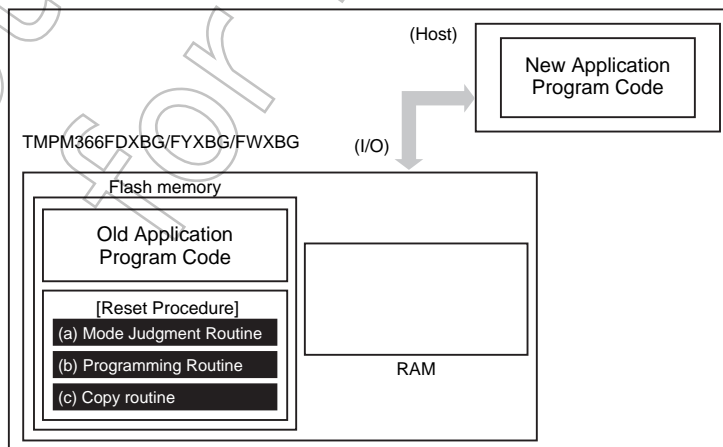 (Host)
New Application
Program Code
TMPM366FDXBG/FYXBG/FWXBG
(I/O)
Flash memory
Old Application
Program Code
[Reset Procedure]
(a) Mode Judgment Routine
(b) Programming Routine
(c) Copy routine
RAM
for